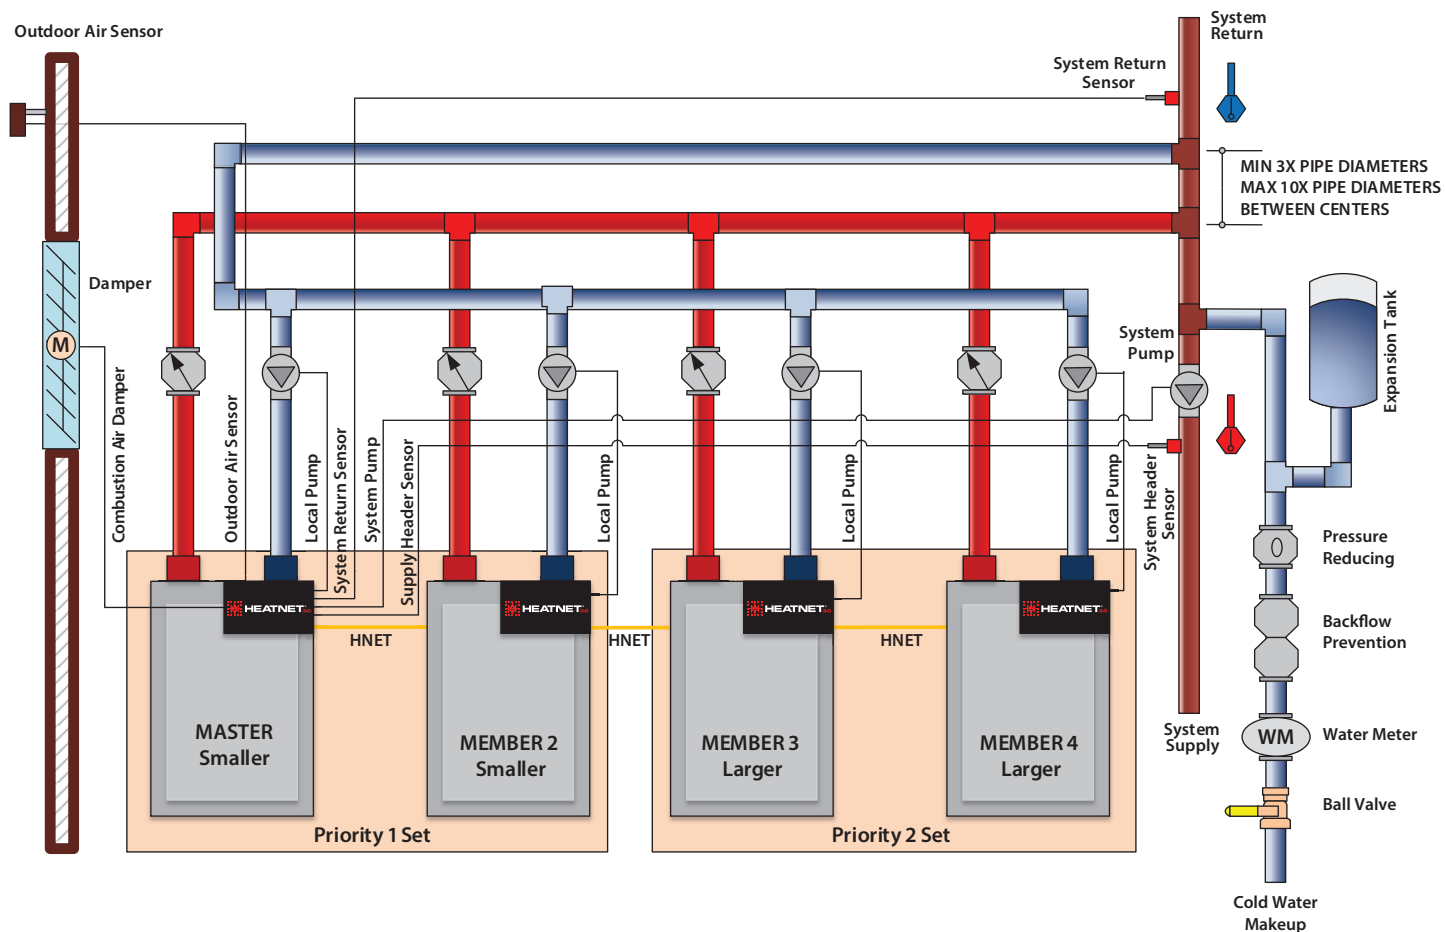 Outdoor Air Sensor
System
Return
System Return
Sensor
MIN 3X PIPE DIAMETERS
MAX 10X PIPE DIAMETERS
BETWEEN CENTERS
Damper
M
System
Pump
Expansion Tank
Combustion Air Damper
Outdoor Air Sensor
Local Pump
System Return Sensor
System Pump
Supply Header Sensor
Local Pump
Local Pump
Local Pump
System Header
Sensor
Pressure
Reducing
Backflow
Prevention
HEATNET
HEATNET
HEATNET
HEATNET
HNET
HNET
HNET
MASTER
Smaller
MEMBER 2
Smaller
MEMBER 3
Larger
MEMBER 4
Larger
System
Supply
WM
Water Meter
Ball Valve
Priority 1 Set
Priority 2 Set
Cold Water
Makeup